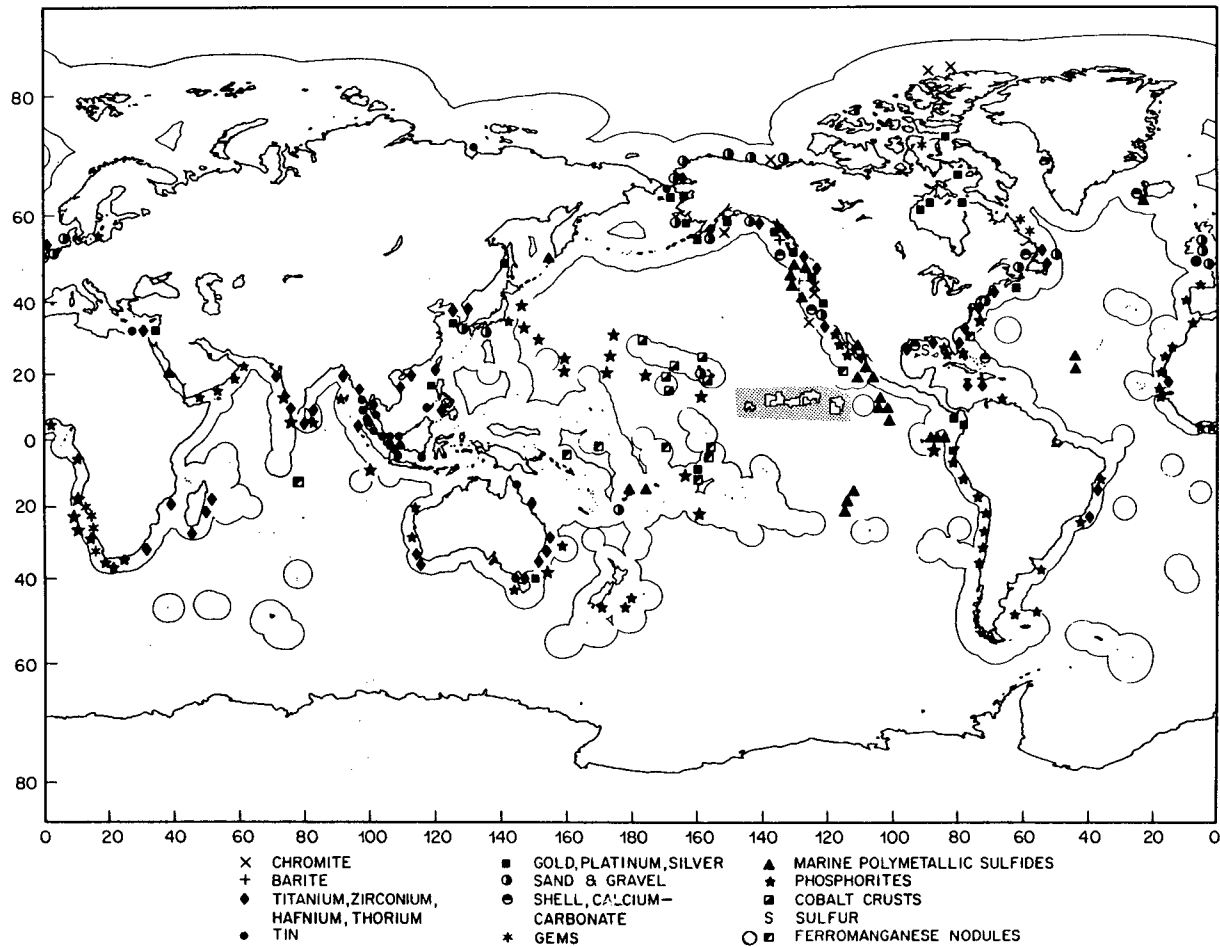 80
60
40
20
0
20
40
60
80
0 20 40 60 80 100 120 140 160 180 160 140 120 100 80 60 40 20 0
× CHROMITE
+ BARITE
♦ TITANIUM, ZIRCONIUM,
HAFNIUM, THORIUM
● TIN
■ GOLD, PLATINUM, SILVER
◑ SAND & GRAVEL
SHELL, CALCIUM-
CARBONATE
✶ GEMS
▲ MARINE POLYMETALLIC SULFIDES
★ PHOSPHORITES
COBALT CRUSTS
S SULFUR
FERROMANGANESE NODULES